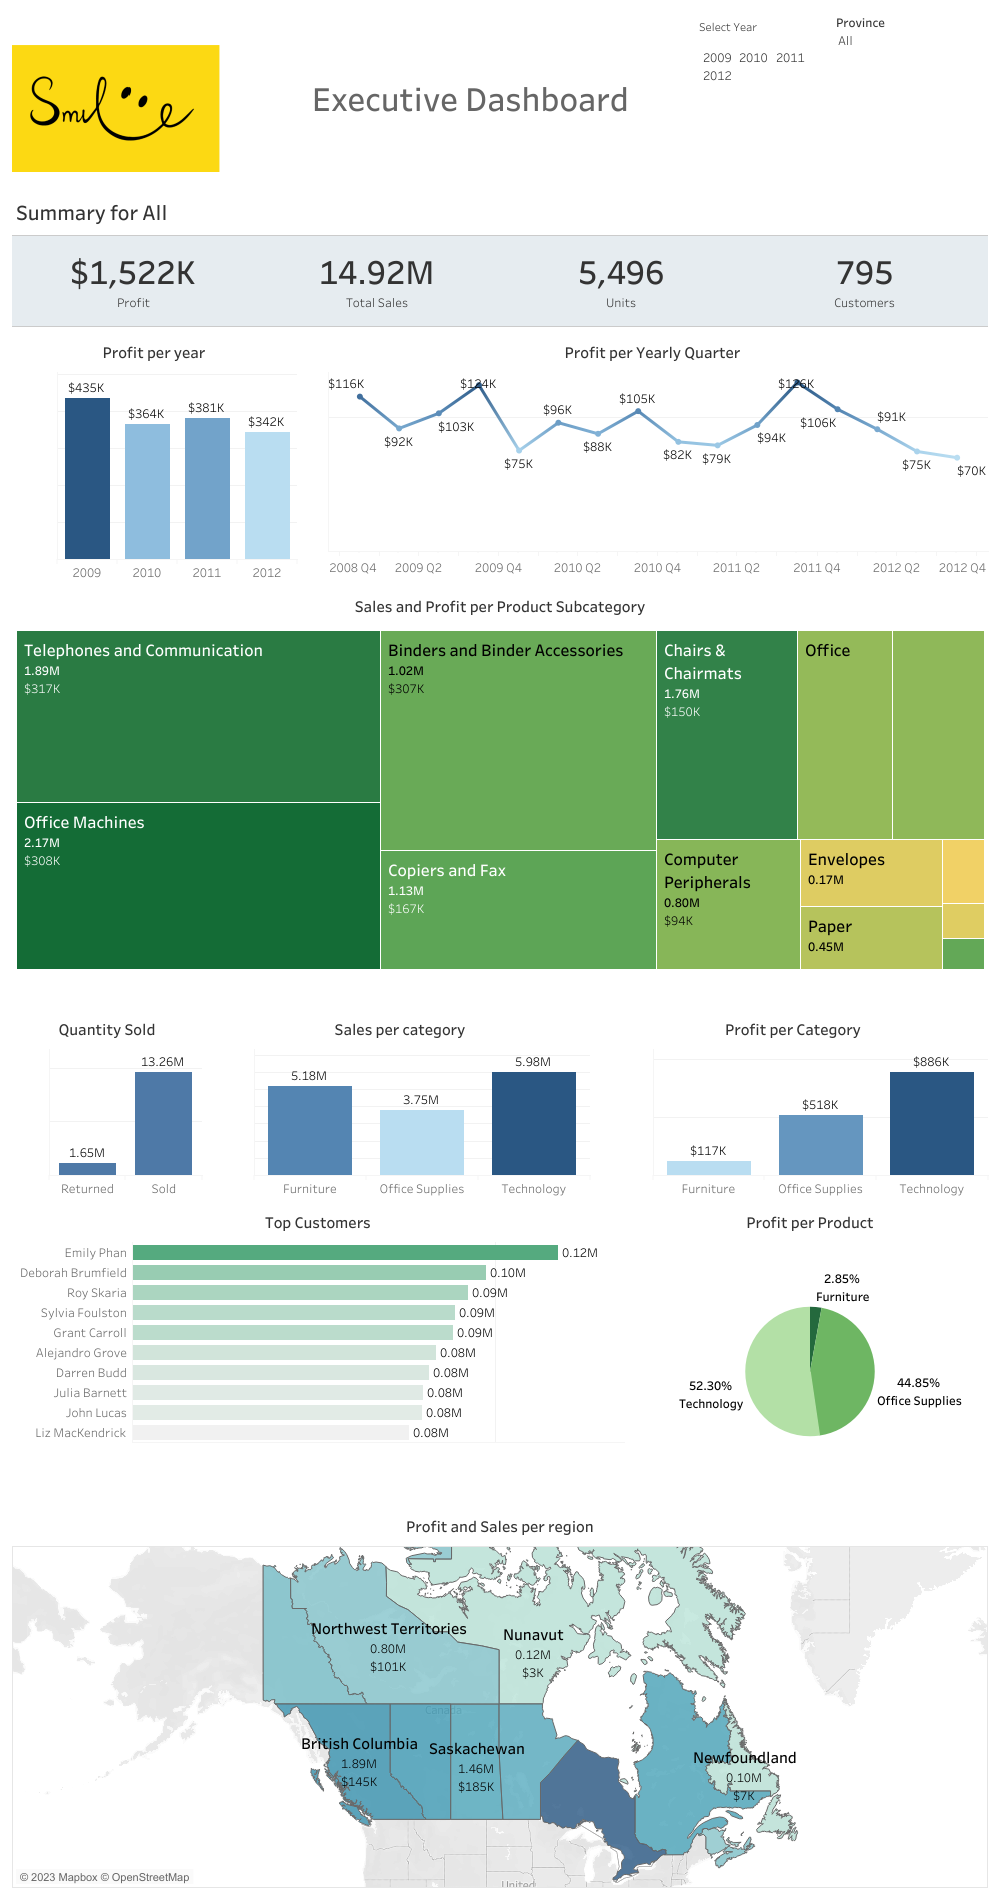 Select Year
Province
All
2009 2010 2011
2012
Smile
Executive Dashboard
Summary for All
$1,522K
Profit
14.92M
Total Sales
5,496
Units
795
Customers
Profit per year
$435K
$364K
$381K
$342K
2009
2010
2011
2012
Profit per Yearly Quarter
$116K
$92K
$103K
$124K
$75K
$96K
$88K
$105K
$82K
$79K
$94K
$126K
$106K
$91K
$75K
$70K
2008 Q4
2009 Q2
2009 Q4
2010 Q2
2010 Q4
2011 Q2
2011 Q4
2012 Q2
2012 Q4
Sales and Profit per Product Subcategory
Telephones and Communication
1.89M
$317K
Office Machines
2.17M
$308K
Binders and Binder Accessories
1.02M
$307K
Copiers and Fax
1.13M
$167K
Chairs &
Chairmats
1.76M
$150K
Office
Computer
Peripherals
0.80M
$94K
Envelopes
0.17M
Paper
0.45M
Quantity Sold
1.65M
13.26M
Returned
Sold
Sales per category
5.18M
3.75M
5.98M
Furniture
Office Supplies
Technology
Profit per Category
$117K
$518K
$886K
Furniture
Office Supplies
Technology
Top Customers
Emily Phan 0.12M
Deborah Brumfield 0.10M
Roy Skaria 0.09M
Sylvia Foulston 0.09M
Grant Carroll 0.09M
Alejandro Grove 0.08M
Darren Budd 0.08M
Julia Barnett 0.08M
John Lucas 0.08M
Liz MacKendrick 0.08M
Profit per Product
2.85%
Furniture
44.85%
Office Supplies
52.30%
Technology
Profit and Sales per region
Northwest Territories
0.80M
$101K
Nunavut
0.12M
$3K
Canada
British Columbia
1.89M
$145K
Saskachewan
1.46M
$185K
Newfoundland
0.10M
$7K
United
© 2023 Mapbox © OpenStreetMap